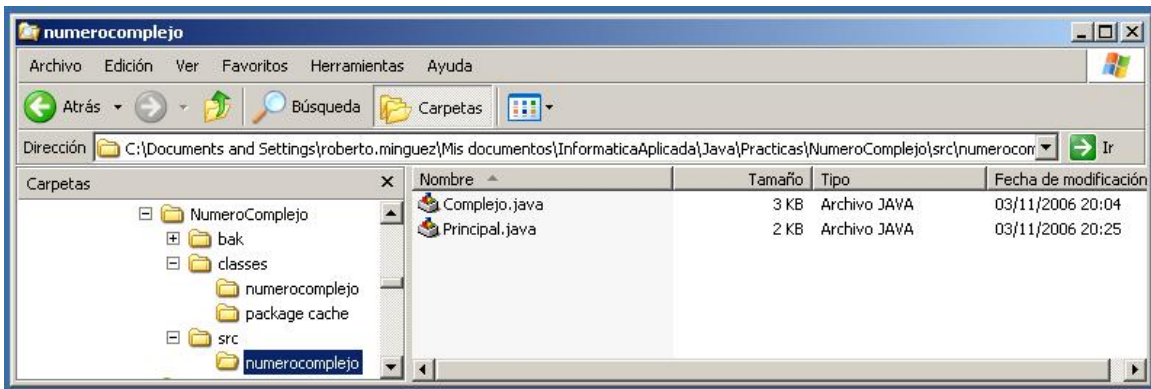 numerocomplejo
Archivo Edición Ver Favoritos Herramientas Ayuda
Atrás Búsqueda Carpetas
Dirección C:\Documents and Settings\roberto.minguez\Mis documentos\InformaticaAplicada\Java\Practicas\NumeroComplejo\src\numerocom Ir
Carpetas
NumeroComplejo
bak
classes
numerocomplejo
package cache
src
numerocomplejo
Nombre Tamaño Tipo Fecha de modificación
Complejo.java 3 KB Archivo JAVA 03/11/2006 20:04
Principal.java 2 KB Archivo JAVA 03/11/2006 20:25